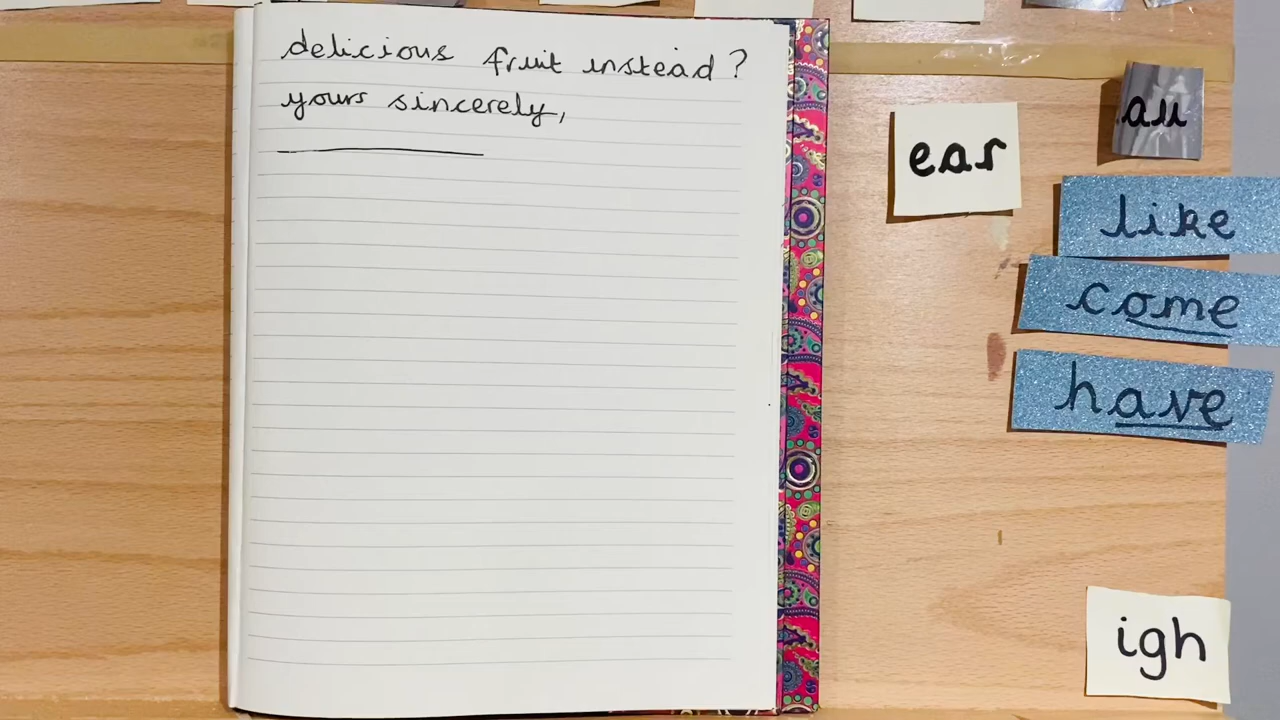 delicious fruit instead?
yours sincerely,
ear
au
like
come
have
igh